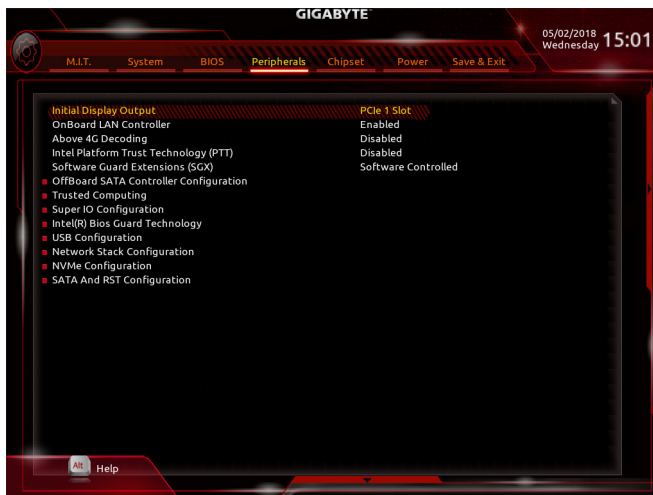 GIGABYTE™
05/02/2018 Wednesday 15:01
M.I.T. System BIOS Peripherals Chipset Power Save & Exit
Initial Display Output PCIe 1 Slot
OnBoard LAN Controller Enabled
Above 4G Decoding Disabled
Intel Platform Trust Technology (PTT) Disabled
Software Guard Extensions (SGX) Software Controlled
OffBoard SATA Controller Configuration
Trusted Computing
Super IO Configuration
Intel(R) Bios Guard Technology
USB Configuration
Network Stack Configuration
NVMe Configuration
SATA And RST Configuration
Alt Help